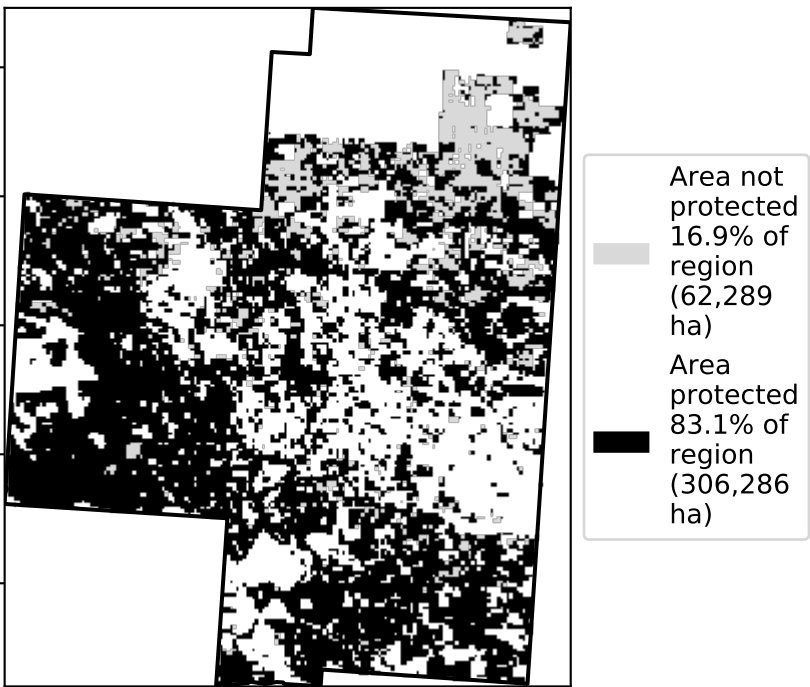 Area not
protected
16.9% of
region
(62,289
ha)
Area
protected
83.1% of
region
(306,286
ha)